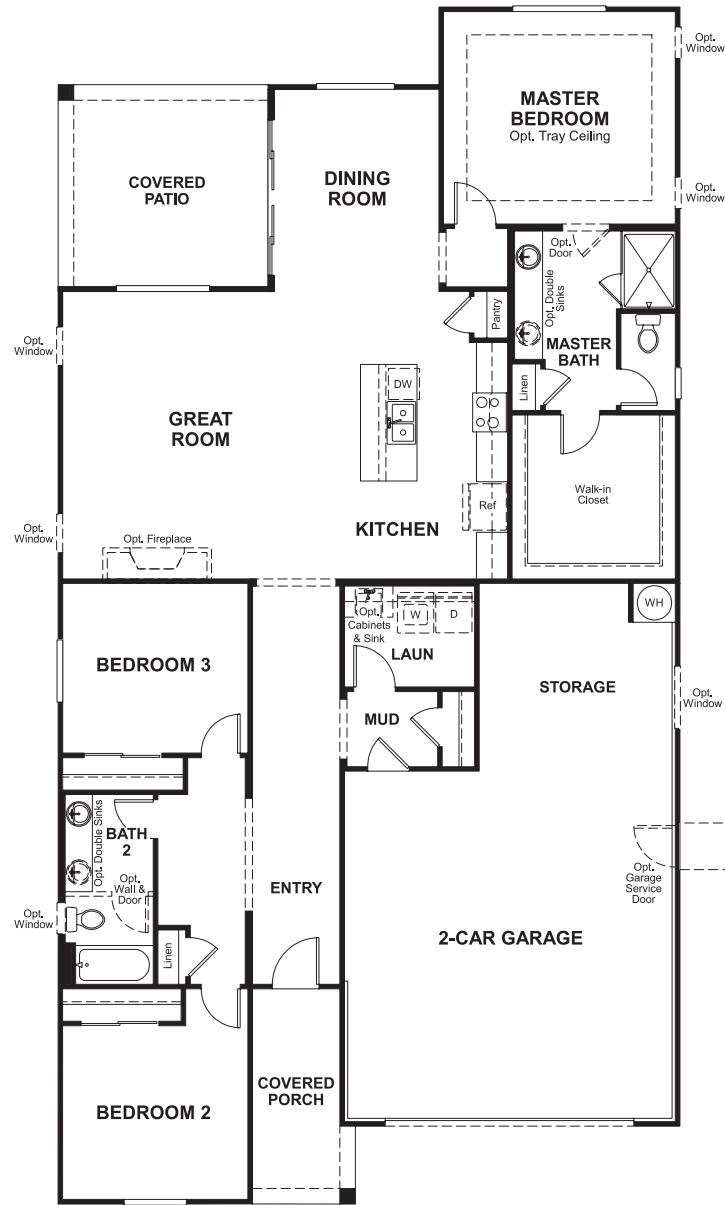 Opt.
Window
MASTER
BEDROOM
Opt. Tray Ceiling
COVERED
PATIO
DINING
ROOM
Opt.
Window
Opt.
Door
Opt. Double
Sinks
Pantry
MASTER
BATH
Opt.
Window
DW
Linen
GREAT
ROOM
Walk-in
Closet
Ref
Opt.
Window
KITCHEN
Opt. Fireplace
WH
Opt.
Cabinets
& Sink
W
D
LAUN
BEDROOM 3
STORAGE
Opt.
Window
MUD
Opt. Double Sinks
BATH
2
Opt.
Wall &
Door
Opt.
Garage
Service
Door
ENTRY
Opt.
Window
2-CAR GARAGE
Linen
COVERED
PORCH
BEDROOM 2